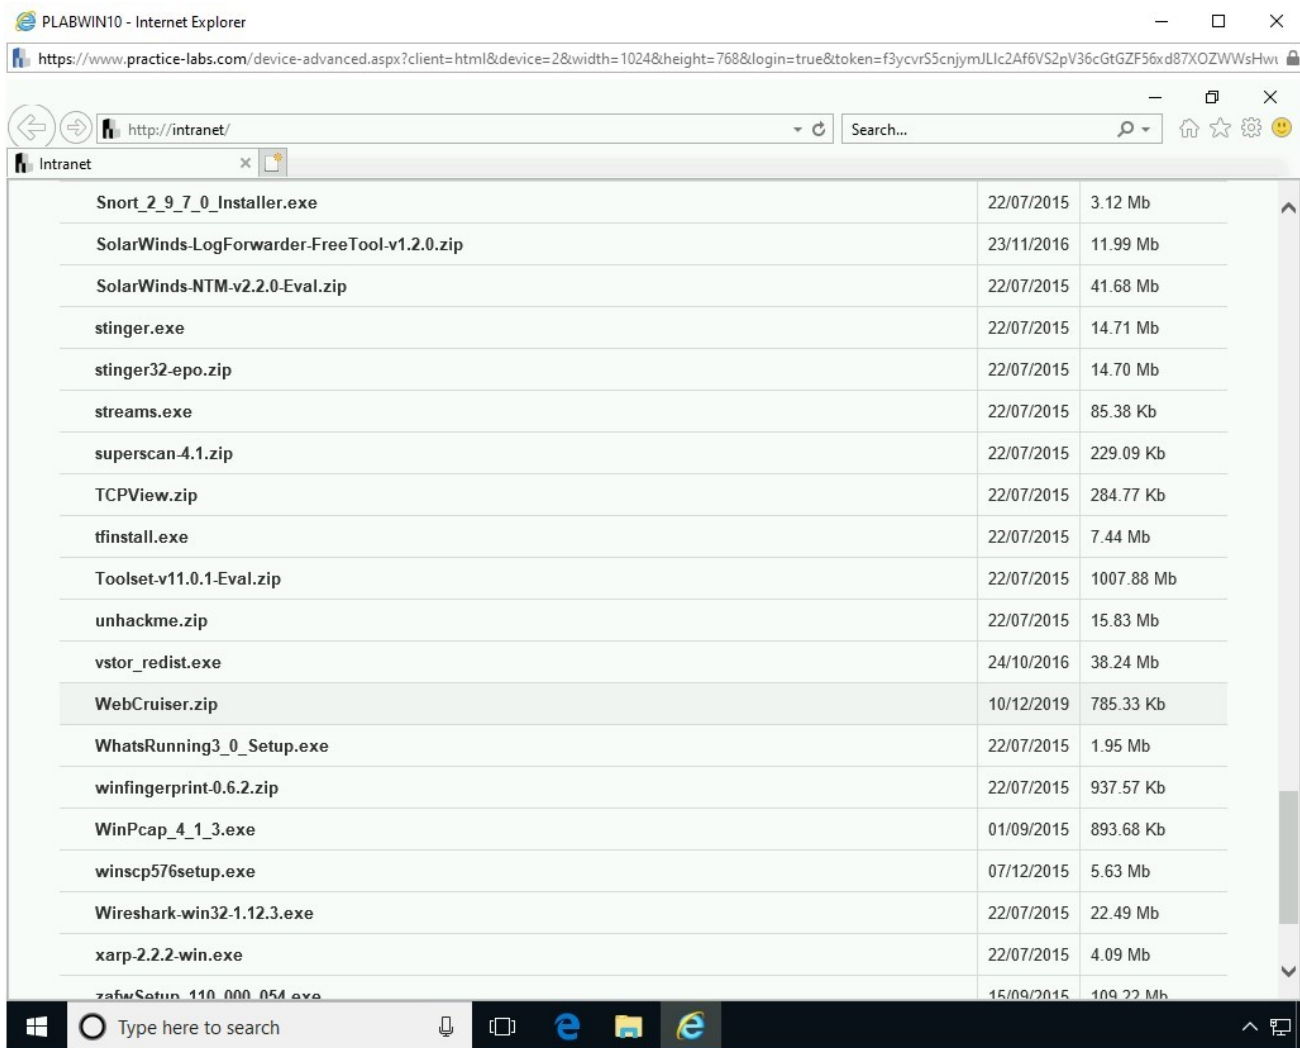 PLABWIN10 - Internet Explorer
https://www.practice-labs.com/device-advanced.aspx?client=html&device=2&width=1024&height=768&login=true&token=f3ycvrS5cnjymJLIc2Af6VS2pV36cGtGZF56xd87XOZWWsHwu
http://intranet/ Search...
Intranet
Snort_2_9_7_0_Installer.exe 22/07/2015 3.12 Mb
SolarWinds-LogForwarder-FreeTool-v1.2.0.zip 23/11/2016 11.99 Mb
SolarWinds-NTM-v2.2.0-Eval.zip 22/07/2015 41.68 Mb
stinger.exe 22/07/2015 14.71 Mb
stinger32-epo.zip 22/07/2015 14.70 Mb
streams.exe 22/07/2015 85.38 Kb
superscan-4.1.zip 22/07/2015 229.09 Kb
TCPView.zip 22/07/2015 284.77 Kb
tfinstall.exe 22/07/2015 7.44 Mb
Toolset-v11.0.1-Eval.zip 22/07/2015 1007.88 Mb
unhackme.zip 22/07/2015 15.83 Mb
vstor_redist.exe 24/10/2016 38.24 Mb
WebCruiser.zip 10/12/2019 785.33 Kb
WhatsRunning3_0_Setup.exe 22/07/2015 1.95 Mb
winfingerprint-0.6.2.zip 22/07/2015 937.57 Kb
WinPcap_4_1_3.exe 01/09/2015 893.68 Kb
winscp576setup.exe 07/12/2015 5.63 Mb
Wireshark-win32-1.12.3.exe 22/07/2015 22.49 Mb
xarp-2.2.2-win.exe 22/07/2015 4.09 Mb
zafwSetup_110_000_054.exe 15/09/2015 109.22 Mb
Type here to search